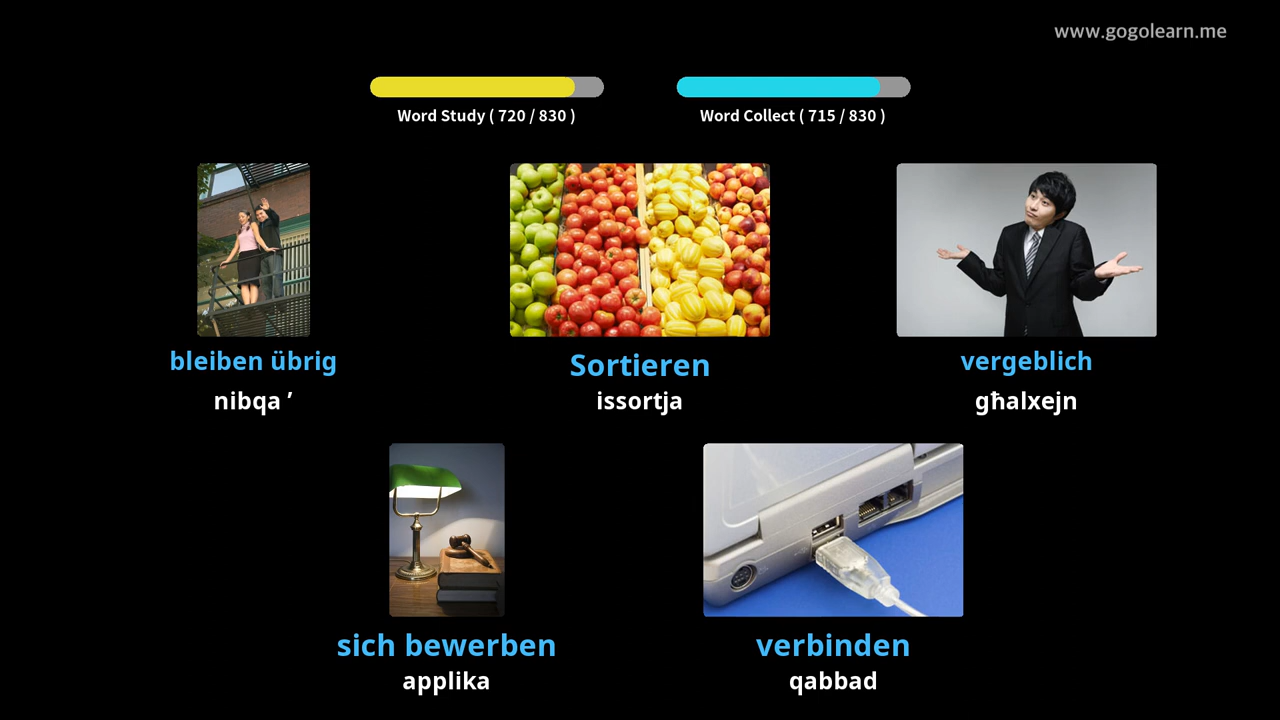 www.gogolearn.me
Word Study ( 720 / 830 )
Word Collect ( 715 / 830 )
bleiben übrig
nibqa ’
Sortieren
issortja
vergeblich
għalxejn
sich bewerben
applika
verbinden
qabbad